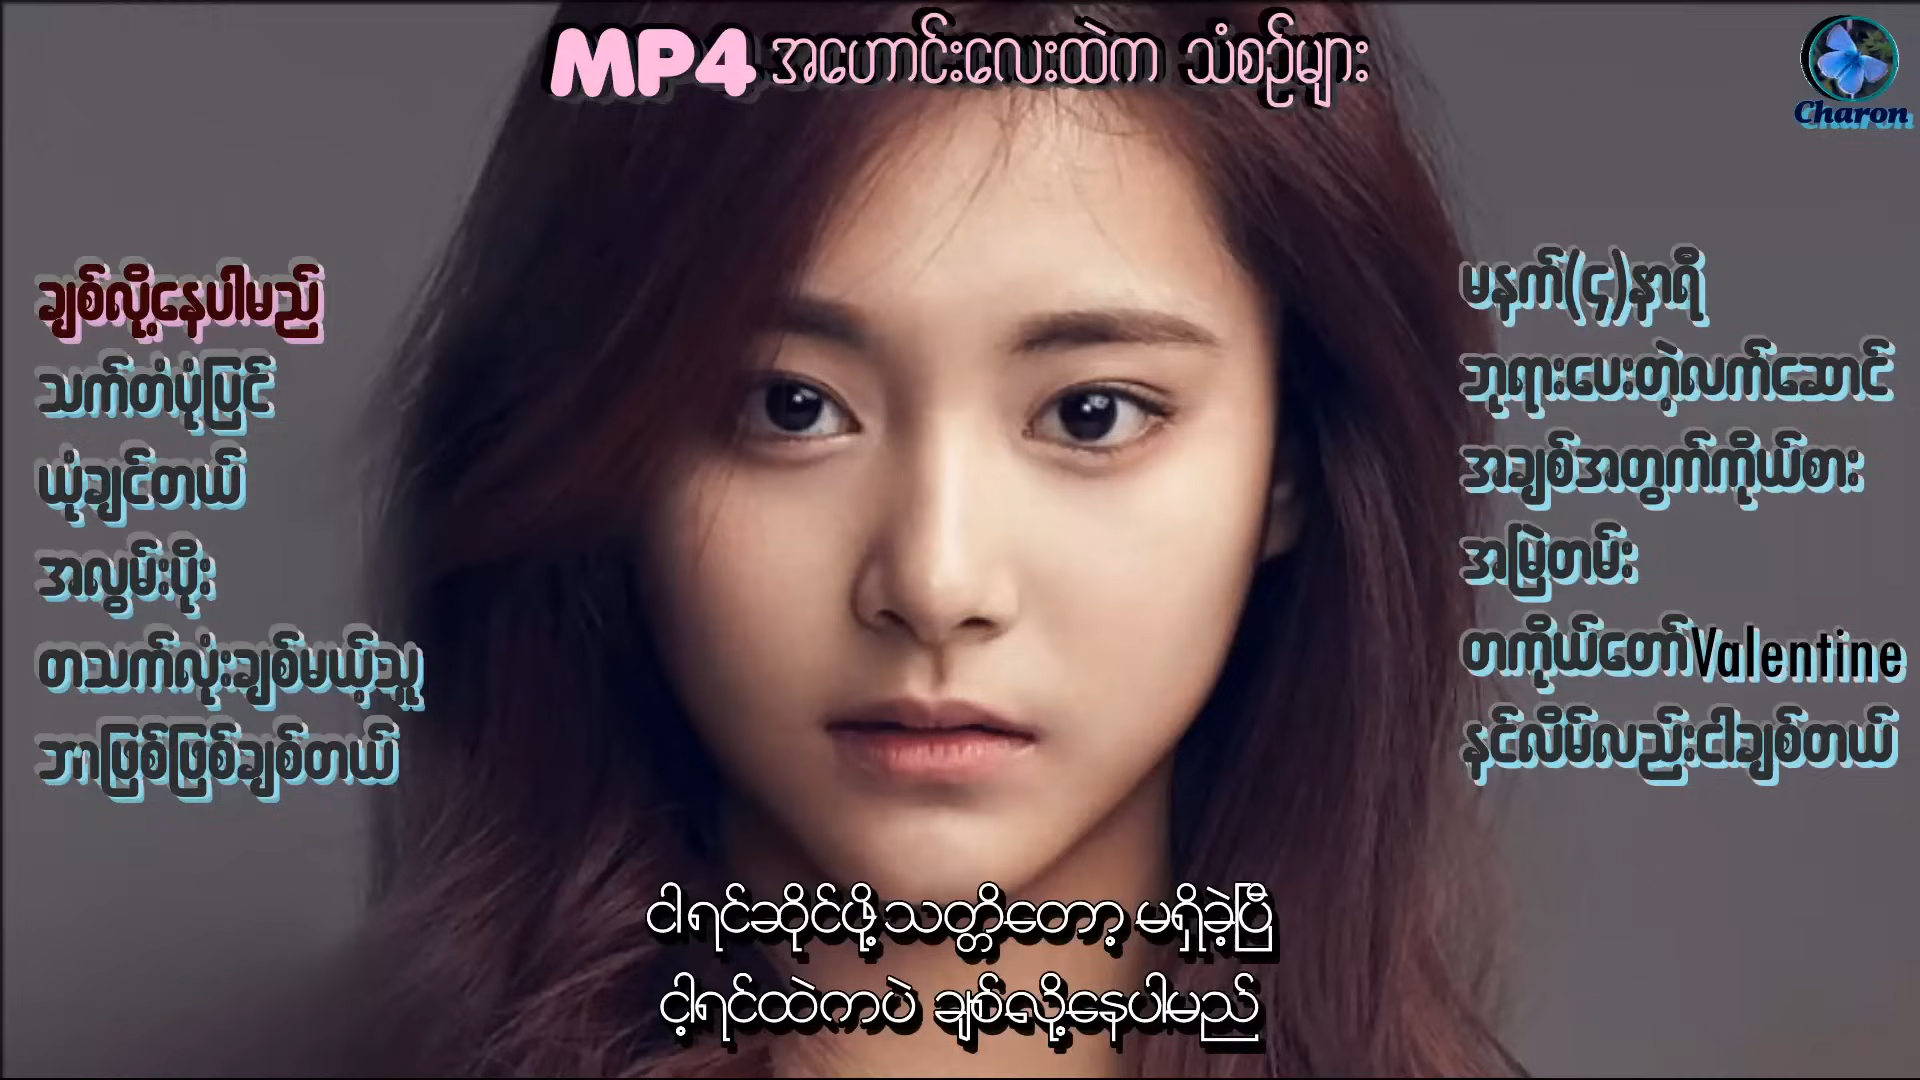 MP4 အဟောင်းလေးထဲက သံစဉ်များ
Charon
ချစ်လို့နေပါမည်
သက်တံပုံပြင်
ယုံချင်တယ်
အလွမ်းပိုး
တသက်လုံးချစ်မယ့်သူ
ဘာဖြစ်ဖြစ်ချစ်တယ်
မနက်(၄)နာရီ
ဘုရားပေးတဲ့လက်ဆောင်
အချစ်အတွက်ကိုယ်စား
အမြဲတမ်း
တကိုယ်တော်Valentine
နင်လိမ်လည်းငါချစ်တယ်
ငါ ရင်ဆိုင်ဖို့ သတ္တိတော့ မရှိခဲ့ပြီ
ငါ့ရင်ထဲကပဲ ချစ်လို့နေပါမည်